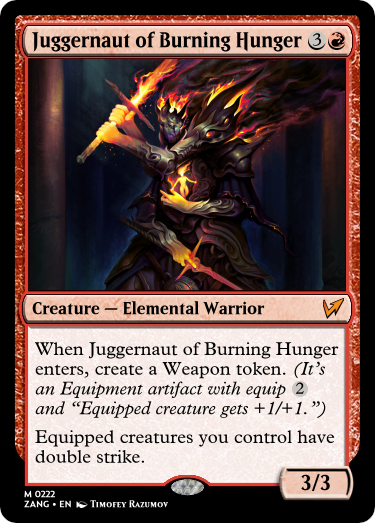 Juggernaut of Burning Hunger 3
Creature — Elemental Warrior
When Juggernaut of Burning Hunger
enters, create a Weapon token. (It's
an Equipment artifact with equip 2
and “Equipped creature gets +1/+1.”)
Equipped creatures you control have
double strike.
3/3
M 0222
ZANG • EN Timofey Razumov